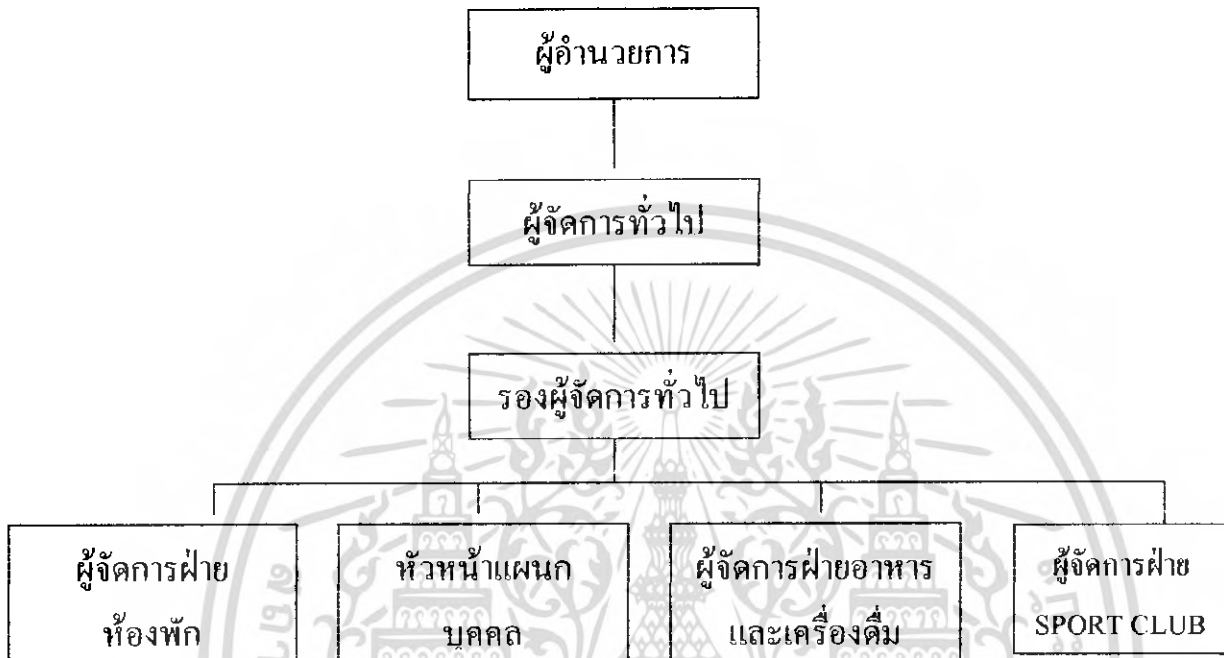 ผู้อำนวยการ
ผู้จัดการทั่วไป
รองผู้จัดการทั่วไป
ผู้จัดการฝ่าย
ห้องพัก
หัวหน้าแผนก
บุคคล
ผู้จัดการฝ่ายอาหาร
และเครื่องดื่ม
ผู้จัดการฝ่าย
SPORT CLUB